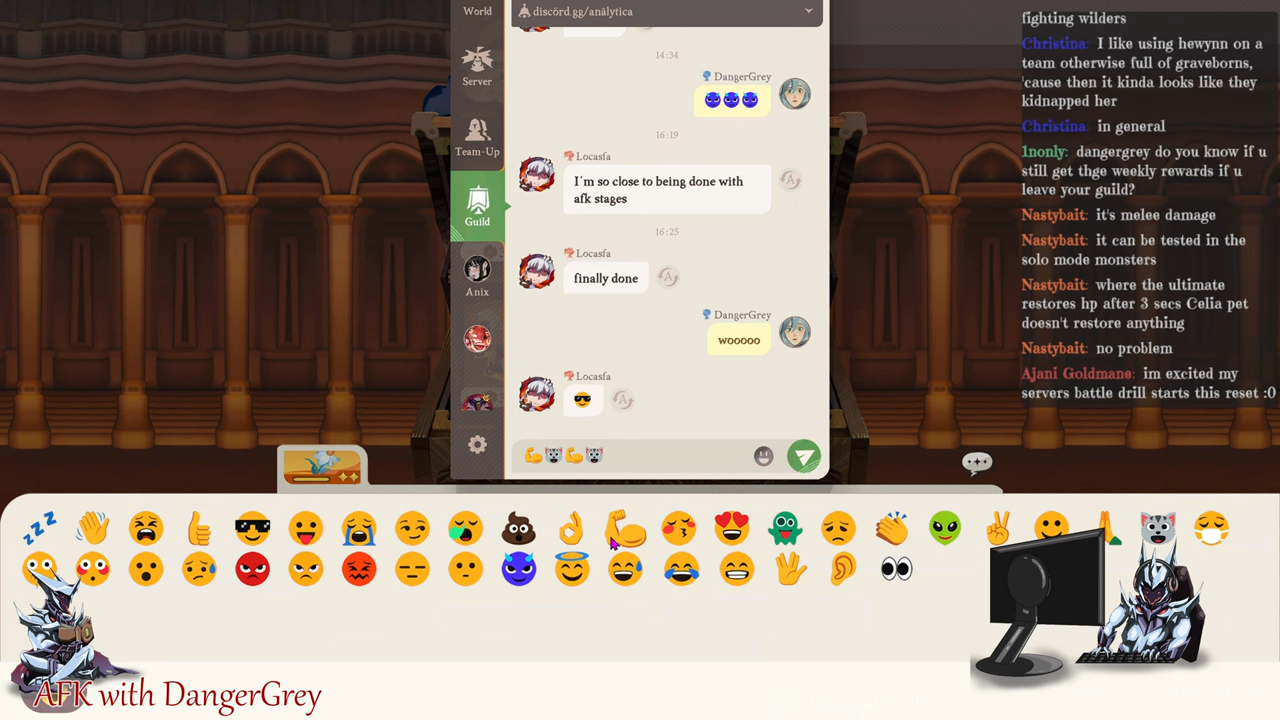 World
discörd.gg/anälytica
Server
Team-Up
Guild
Anix
14:34
DangerGrey
16:19
Locasfa
I'm so close to being done with
afk stages
16:25
Locasfa
finally done
DangerGrey
wooooo
Locasfa
fighting wilders
Christina: I like using hewynn on a
team otherwise full of graveborns,
'cause then it kinda looks like they
kidnapped her
Christina: in general
1nonly: dangergrey do you know if u
still get thge weekly rewards if u
leave your guild?
Nastybait: it's melee damage
Nastybait: it can be tested in the
solo mode monsters
Nastybait: where the ultimate
restores hp after 3 secs Celia pet
doesn't restore anything
Nastybait: no problem
Ajani Goldmane: im excited my
servers battle drill starts this reset :0
AFK with DangerGrey